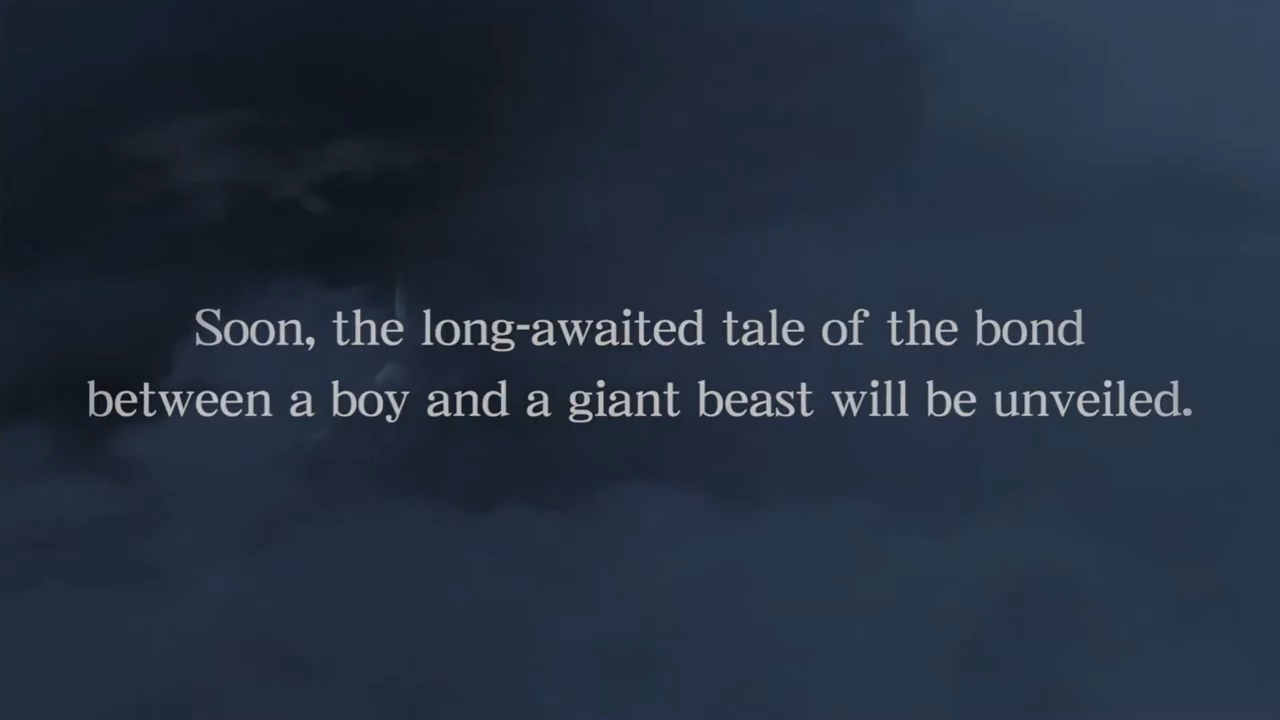 Soon, the long-awaited tale of the bond
between a boy and a giant beast will be unveiled.